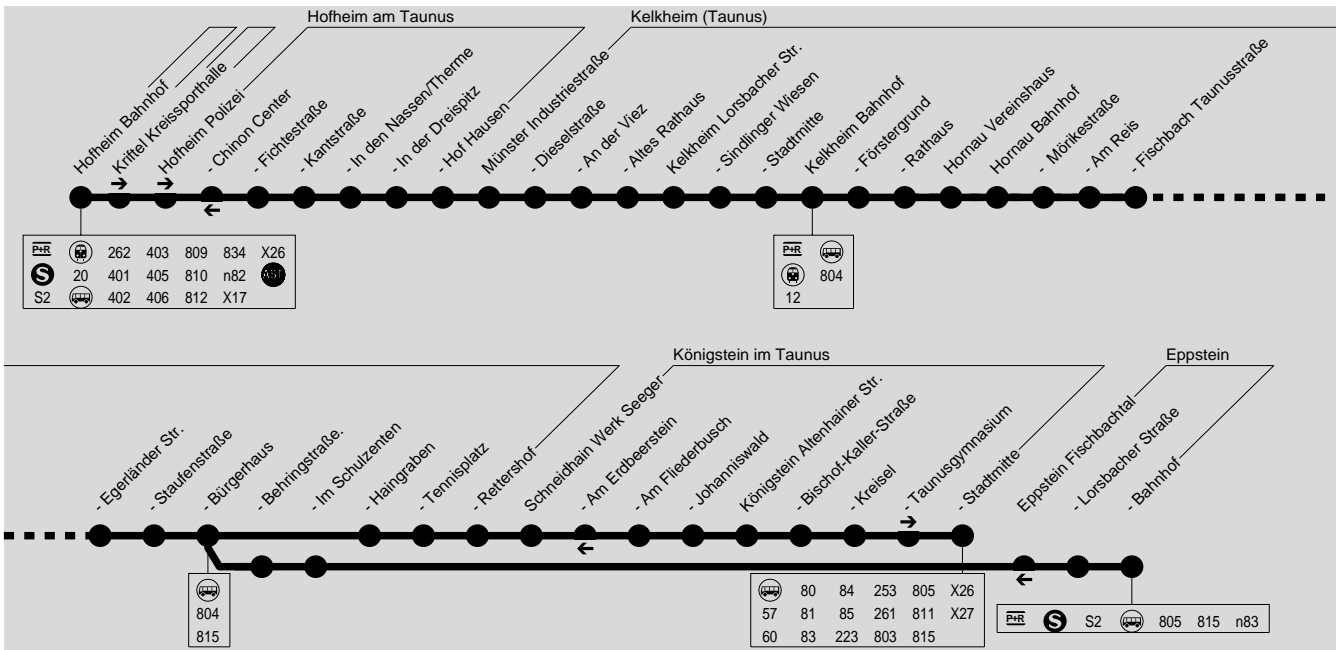 Hofheim am Taunus
Kelkheim (Taunus)
Hofheim Bahnhof
Kriftel Kreissporthalle
Hofheim Polizei
- Chinon Center
- Fichtestraße
- Kantstraße
- In den Nassen/Therme
- In der Dreispitz
- Hof Hausen
Münster Industriestraße
- Dieselstraße
- An der Viez
- Altes Rathaus
Kelkheim Lorsbacher Str.
- Sindlinger Wiesen
- Stadtmitte
Kelkheim Bahnhof
- Förstergrund
- Rathaus
Hornau Vereinshaus
Hornau Bahnhof
- Mörikestraße
- Am Reis
- Fischbach Taunusstraße
P+R 262 403 809 834 X26
S 20 401 405 810 n82 AST
S2 402 406 812 X17
P+R
804
12
Königstein im Taunus
Eppstein
- Egerländer Str.
- Staufenstraße
- Bürgerhaus
- Behringstraße.
- Im Schulzenten
- Haingraben
- Tennisplatz
- Rettershof
Schneidhain Werk Seeger
- Am Erdbeerstein
- Am Fliederbusch
- Johanniswald
Königstein Altenhainer Str.
- Bischof-Kaller-Straße
- Kreisel
- Taunusgymnasium
- Stadtmitte
Eppstein Fischbachtal
- Lorsbacher Straße
- Bahnhof
804
815
80 84 253 805 X26
57 81 85 261 811 X27
60 83 223 803 815
P+R S S2 805 815 n83